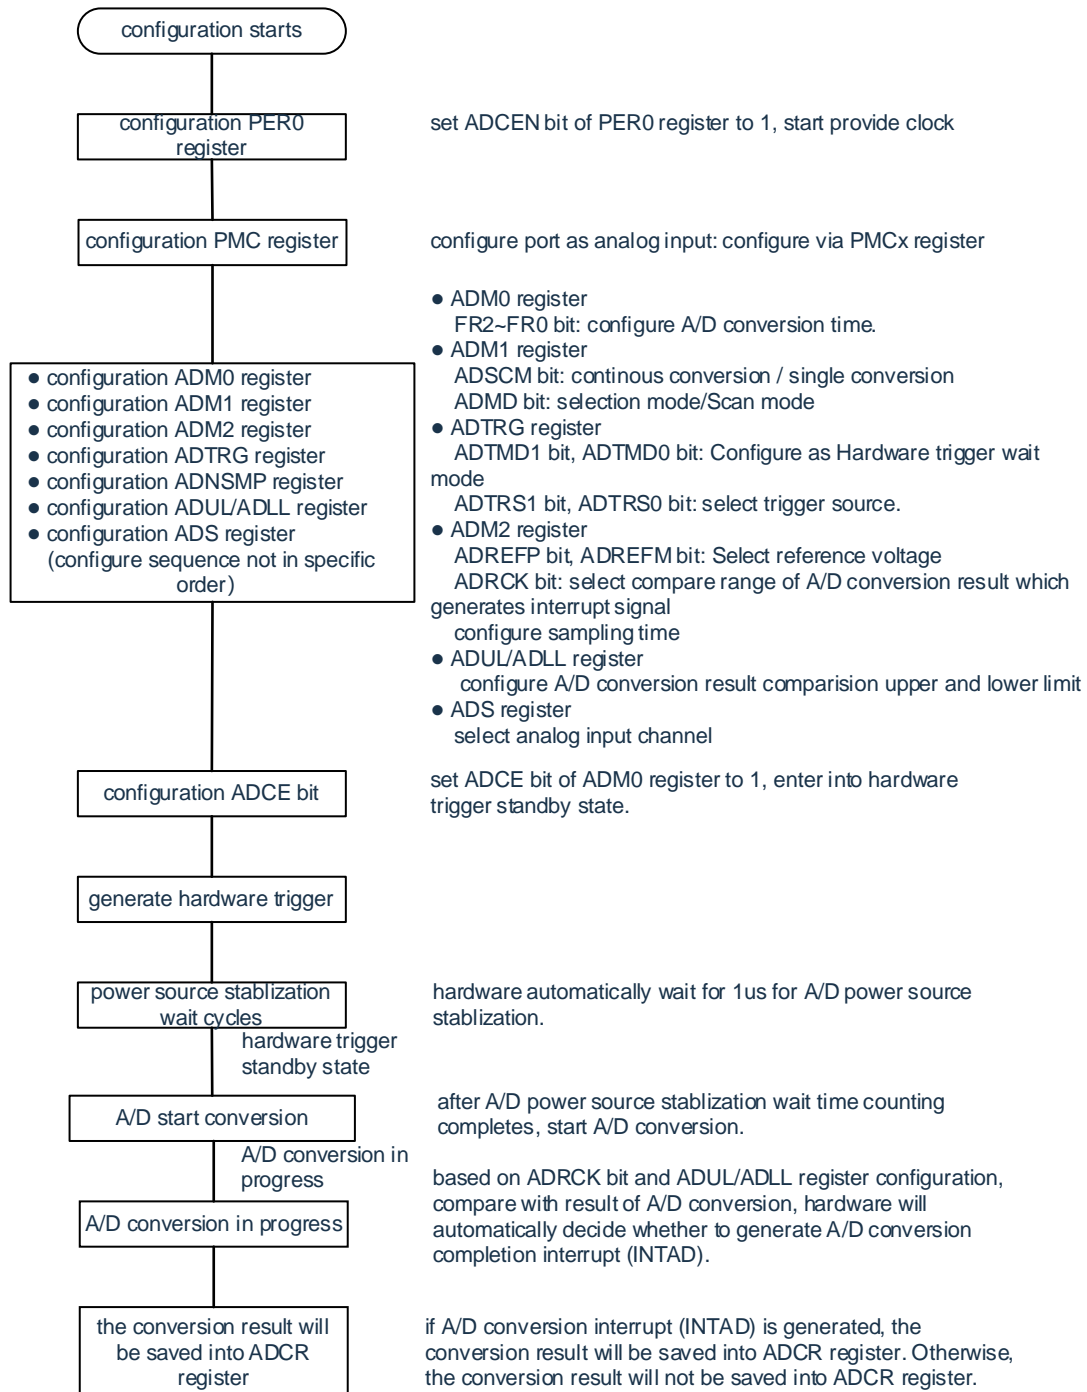 configuration starts
configuration PER0
register
set ADCEN bit of PER0 register to 1, start provide clock
configuration PMC register
configure port as analog input: configure via PMCx register
● configuration ADM0 register
● configuration ADM1 register
● configuration ADM2 register
● configuration ADTRG register
● configuration ADNSMP register
● configuration ADUL/ADLL register
● configuration ADS register
(configure sequence not in specific
order)
● ADM0 register
FR2~FR0 bit: configure A/D conversion time.
● ADM1 register
ADSCM bit: continous conversion / single conversion
ADMD bit: selection mode/Scan mode
● ADTRG register
ADTMD1 bit, ADTMD0 bit: Configure as Hardware trigger wait
mode
ADTRS1 bit, ADTRS0 bit: select trigger source.
● ADM2 register
ADREFP bit, ADREFM bit: Select reference voltage
ADRCK bit: select compare range of A/D conversion result which
generates interrupt signal
configure sampling time
● ADUL/ADLL register
configure A/D conversion result comparision upper and lower limit
● ADS register
select analog input channel
configuration ADCE bit
set ADCE bit of ADM0 register to 1, enter into hardware
trigger standby state.
generate hardware trigger
power source stablization
wait cycles
hardware automatically wait for 1us for A/D power source
stablization.
hardware trigger
standby state
A/D start conversion
after A/D power source stablization wait time counting
completes, start A/D conversion.
A/D conversion in
progress
A/D conversion in progress
based on ADRCK bit and ADUL/ADLL register configuration,
compare with result of A/D conversion, hardware will
automatically decide whether to generate A/D conversion
completion interrupt (INTAD).
the conversion result will
be saved into ADCR
register
if A/D conversion interrupt (INTAD) is generated, the
conversion result will be saved into ADCR register. Otherwise,
the conversion result will not be saved into ADCR register.